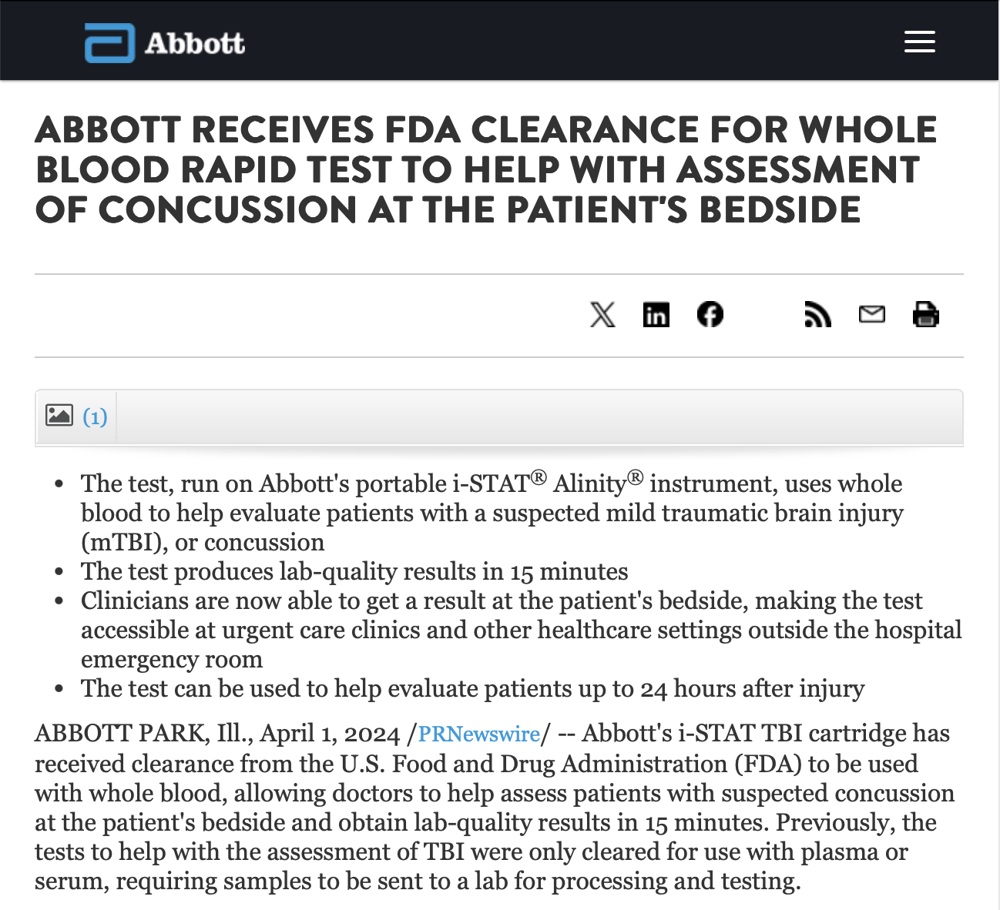 Abbott
ABBOTT RECEIVES FDA CLEARANCE FOR WHOLE
BLOOD RAPID TEST TO HELP WITH ASSESSMENT
OF CONCUSSION AT THE PATIENT'S BEDSIDE
X in f
(1)
• The test, run on Abbott's portable i-STAT® Alinity® instrument, uses whole
blood to help evaluate patients with a suspected mild traumatic brain injury
(mTBI), or concussion
• The test produces lab-quality results in 15 minutes
• Clinicians are now able to get a result at the patient's bedside, making the test
accessible at urgent care clinics and other healthcare settings outside the hospital
emergency room
• The test can be used to help evaluate patients up to 24 hours after injury
ABBOTT PARK, Ill., April 1, 2024 /PRNewswire/ -- Abbott's i-STAT TBI cartridge has
received clearance from the U.S. Food and Drug Administration (FDA) to be used
with whole blood, allowing doctors to help assess patients with suspected concussion
at the patient's bedside and obtain lab-quality results in 15 minutes. Previously, the
tests to help with the assessment of TBI were only cleared for use with plasma or
serum, requiring samples to be sent to a lab for processing and testing.